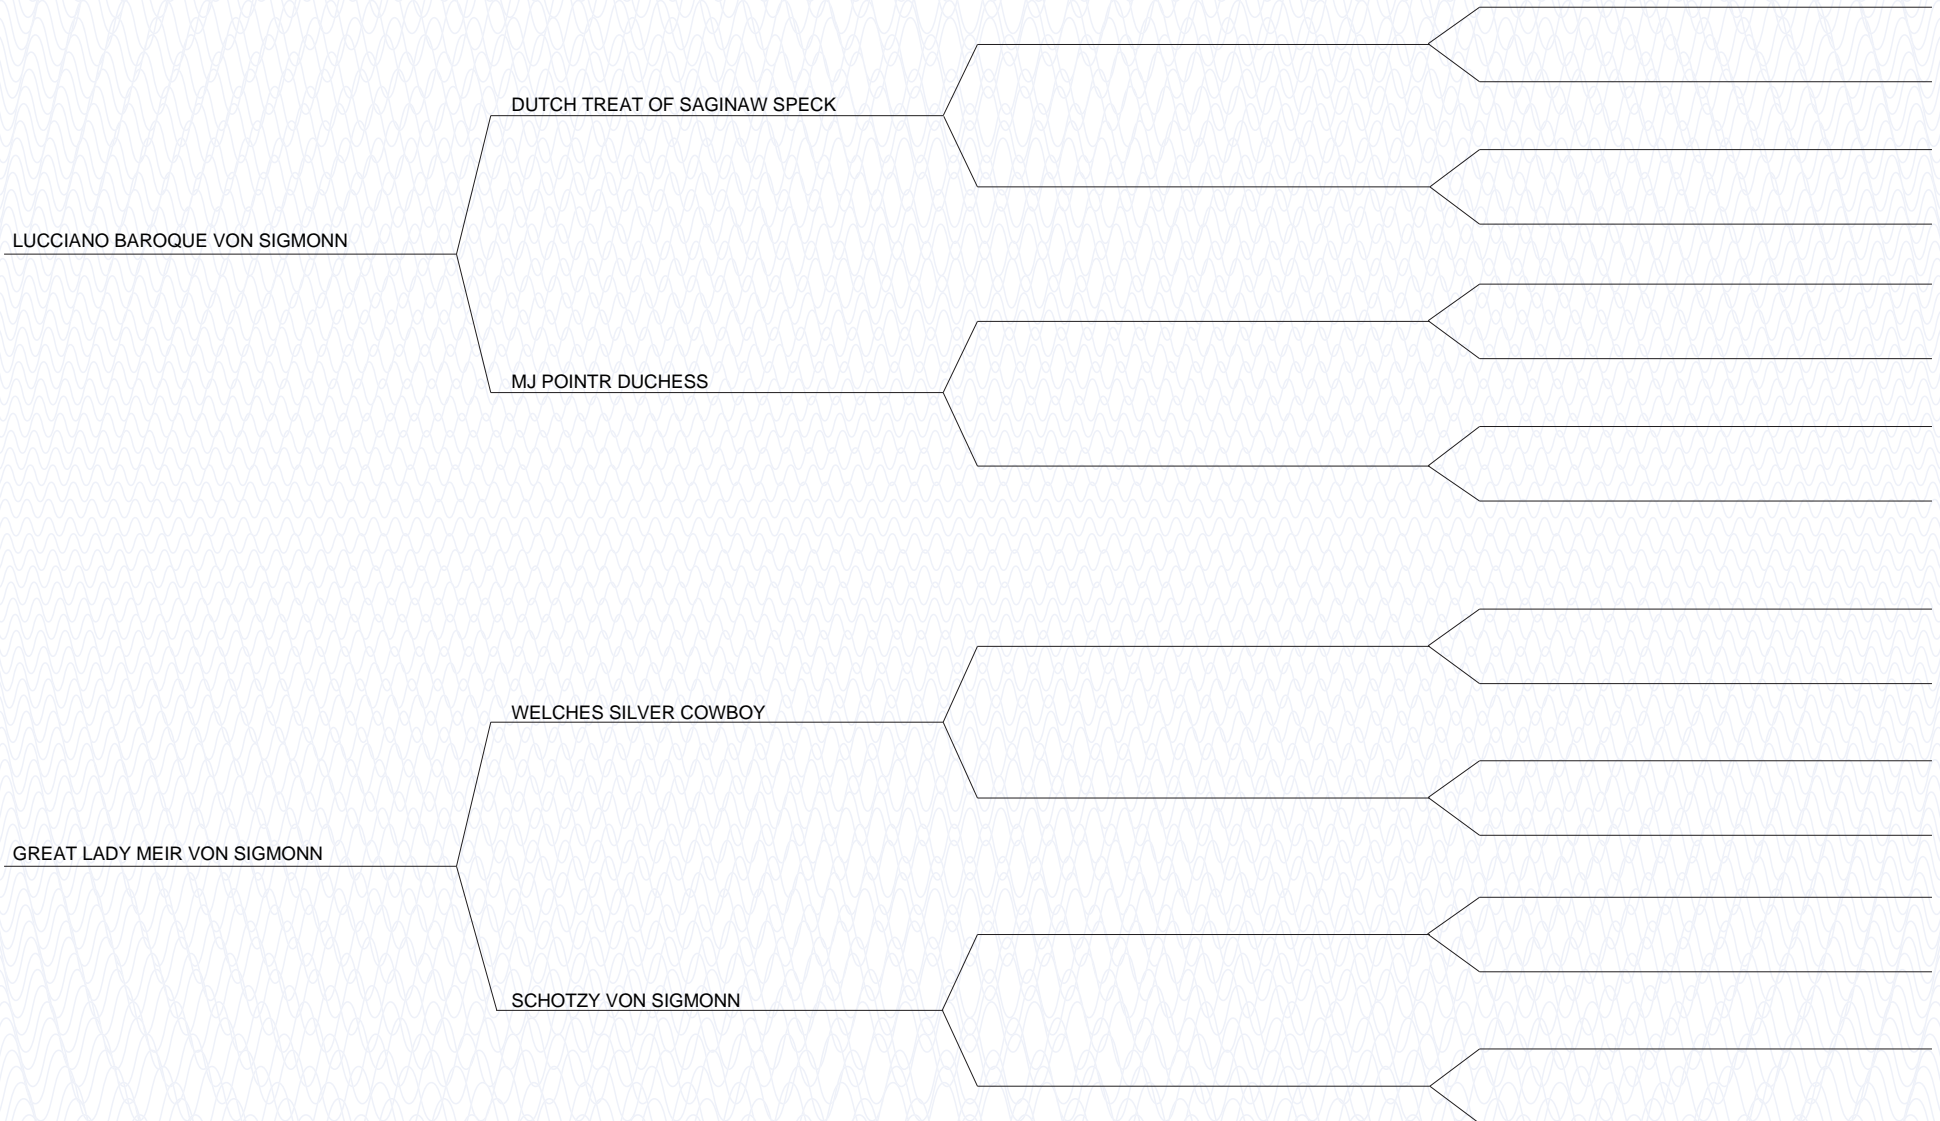 DUTCH TREAT OF SAGINAW SPECK
LUCCIANO BAROQUE VON SIGMONN
MJ POINTR DUCHESS
WELCHES SILVER COWBOY
GREAT LADY MEIR VON SIGMONN
SCHOTZY VON SIGMONN